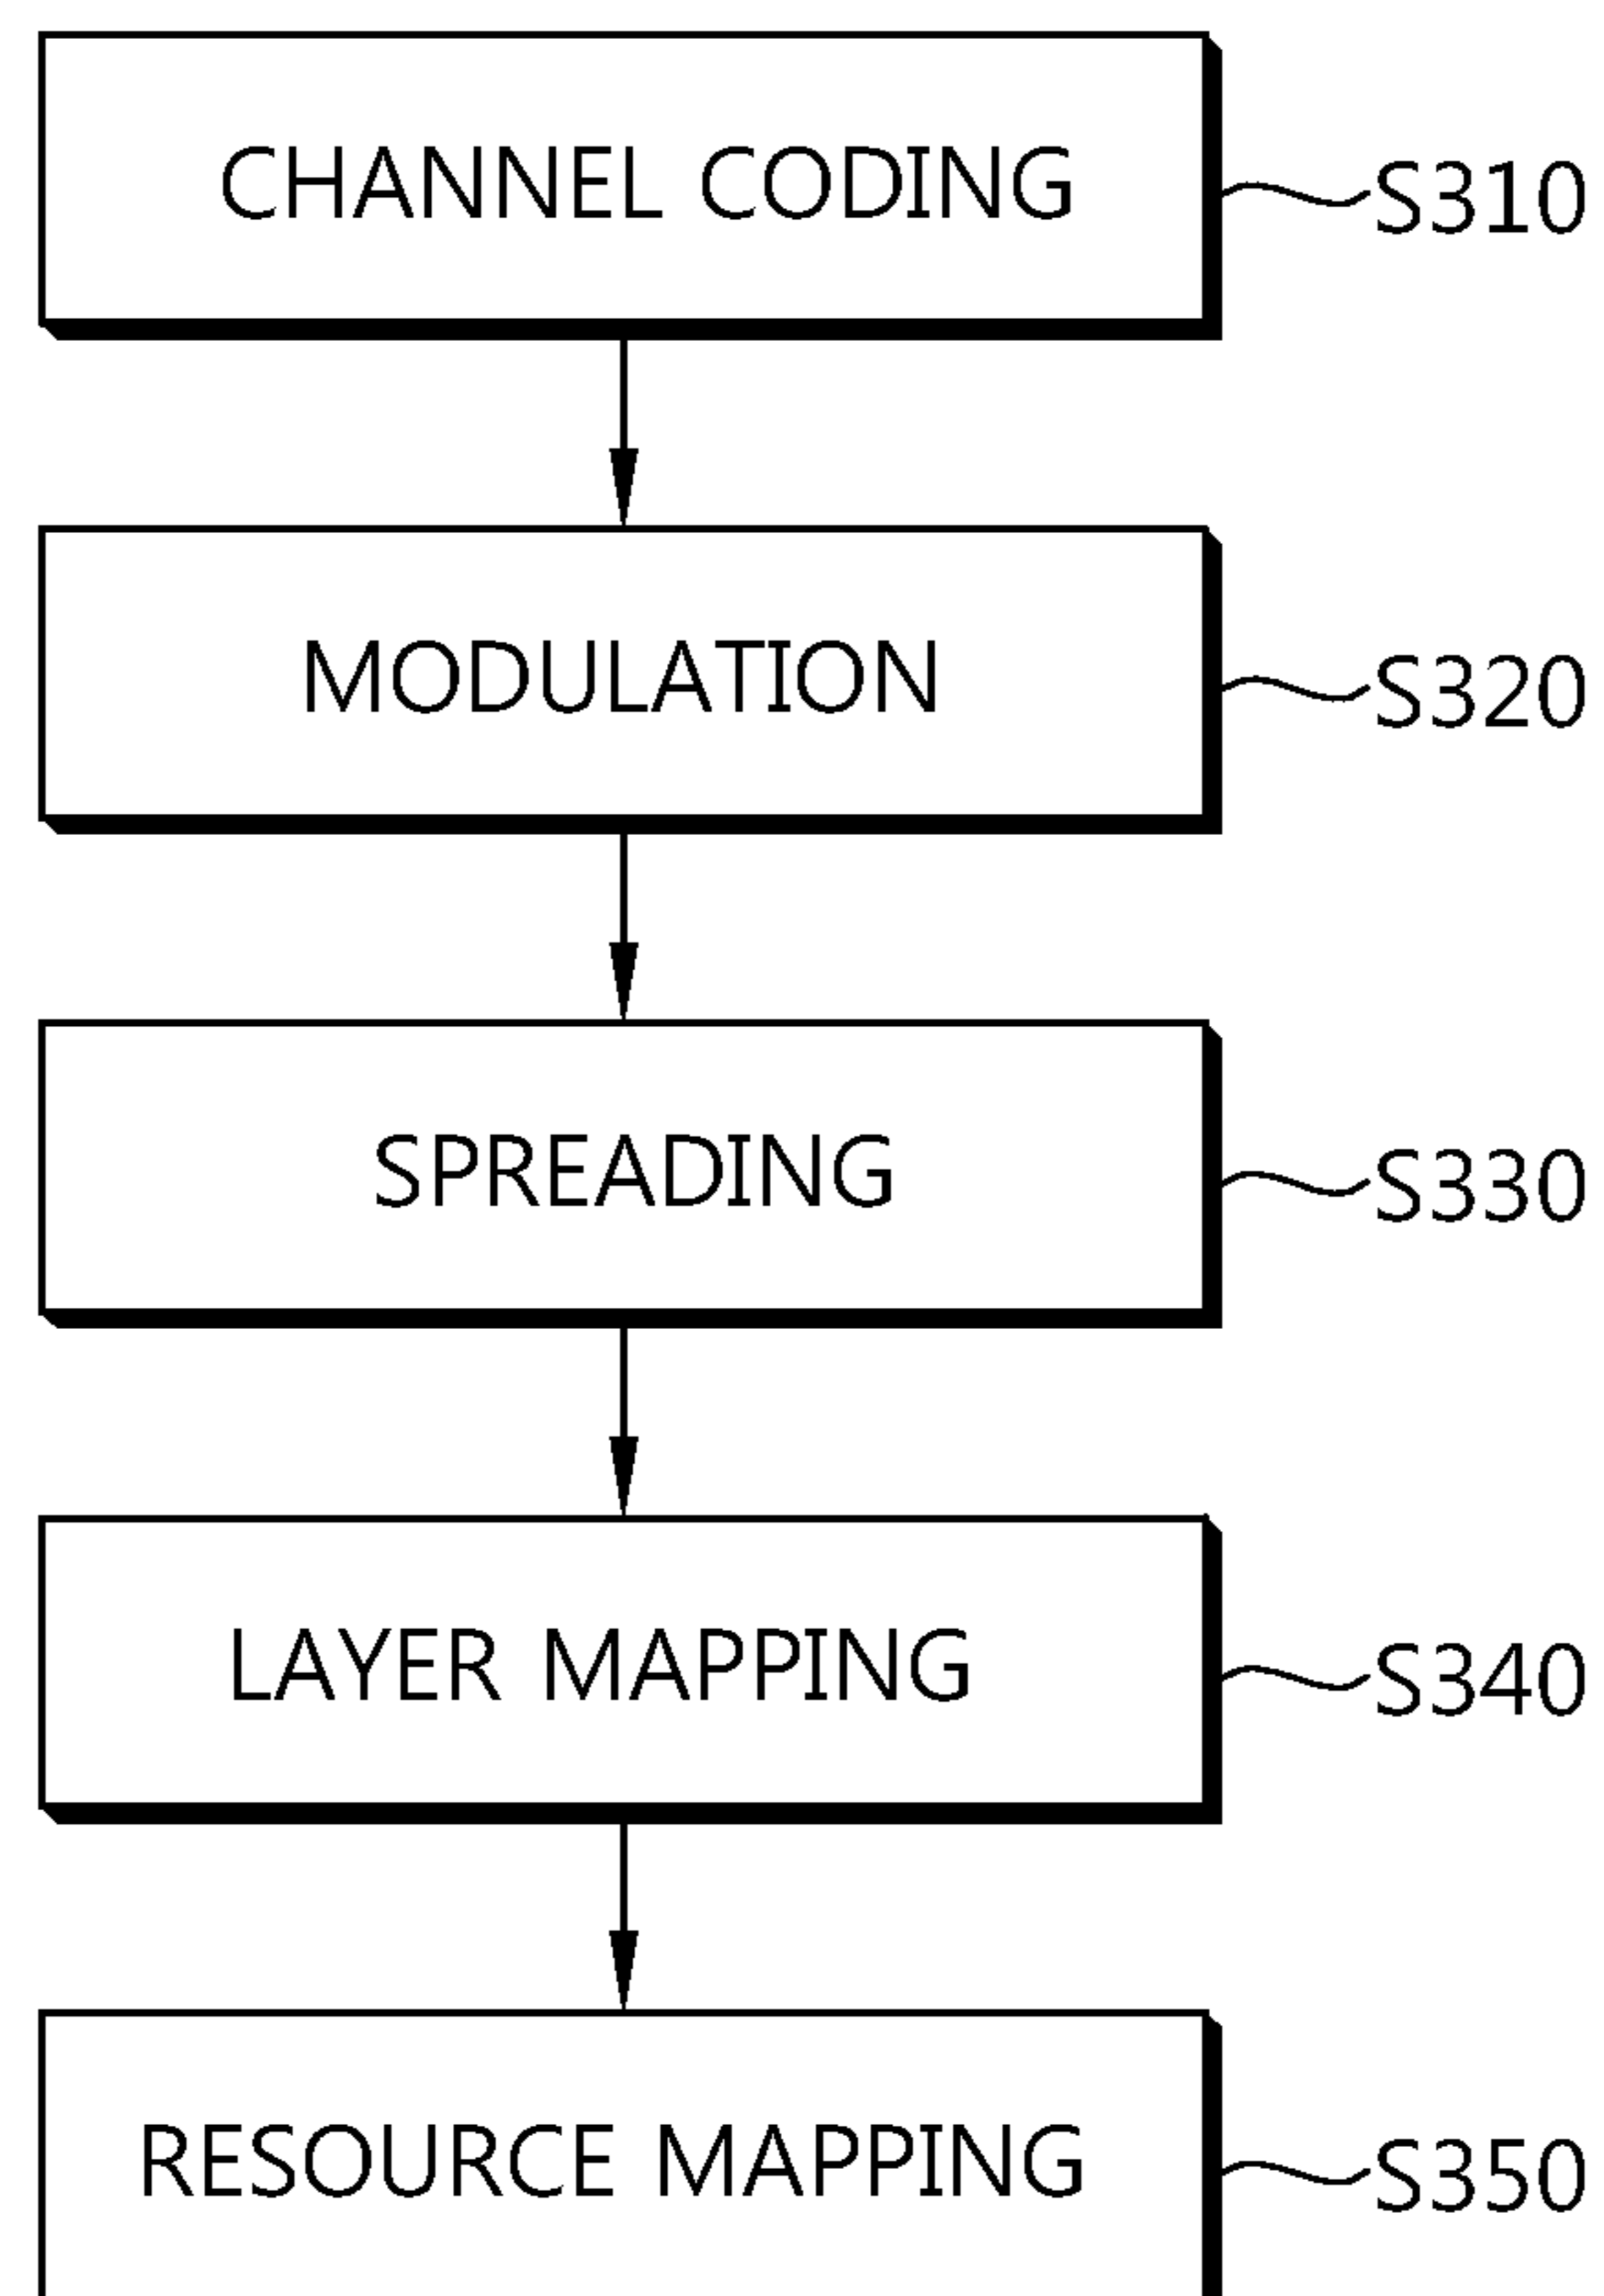 CHANNEL CODING S310
MODULATION S320
SPREADING S330
LAYER MAPPING S340
RESOURCE MAPPING S350